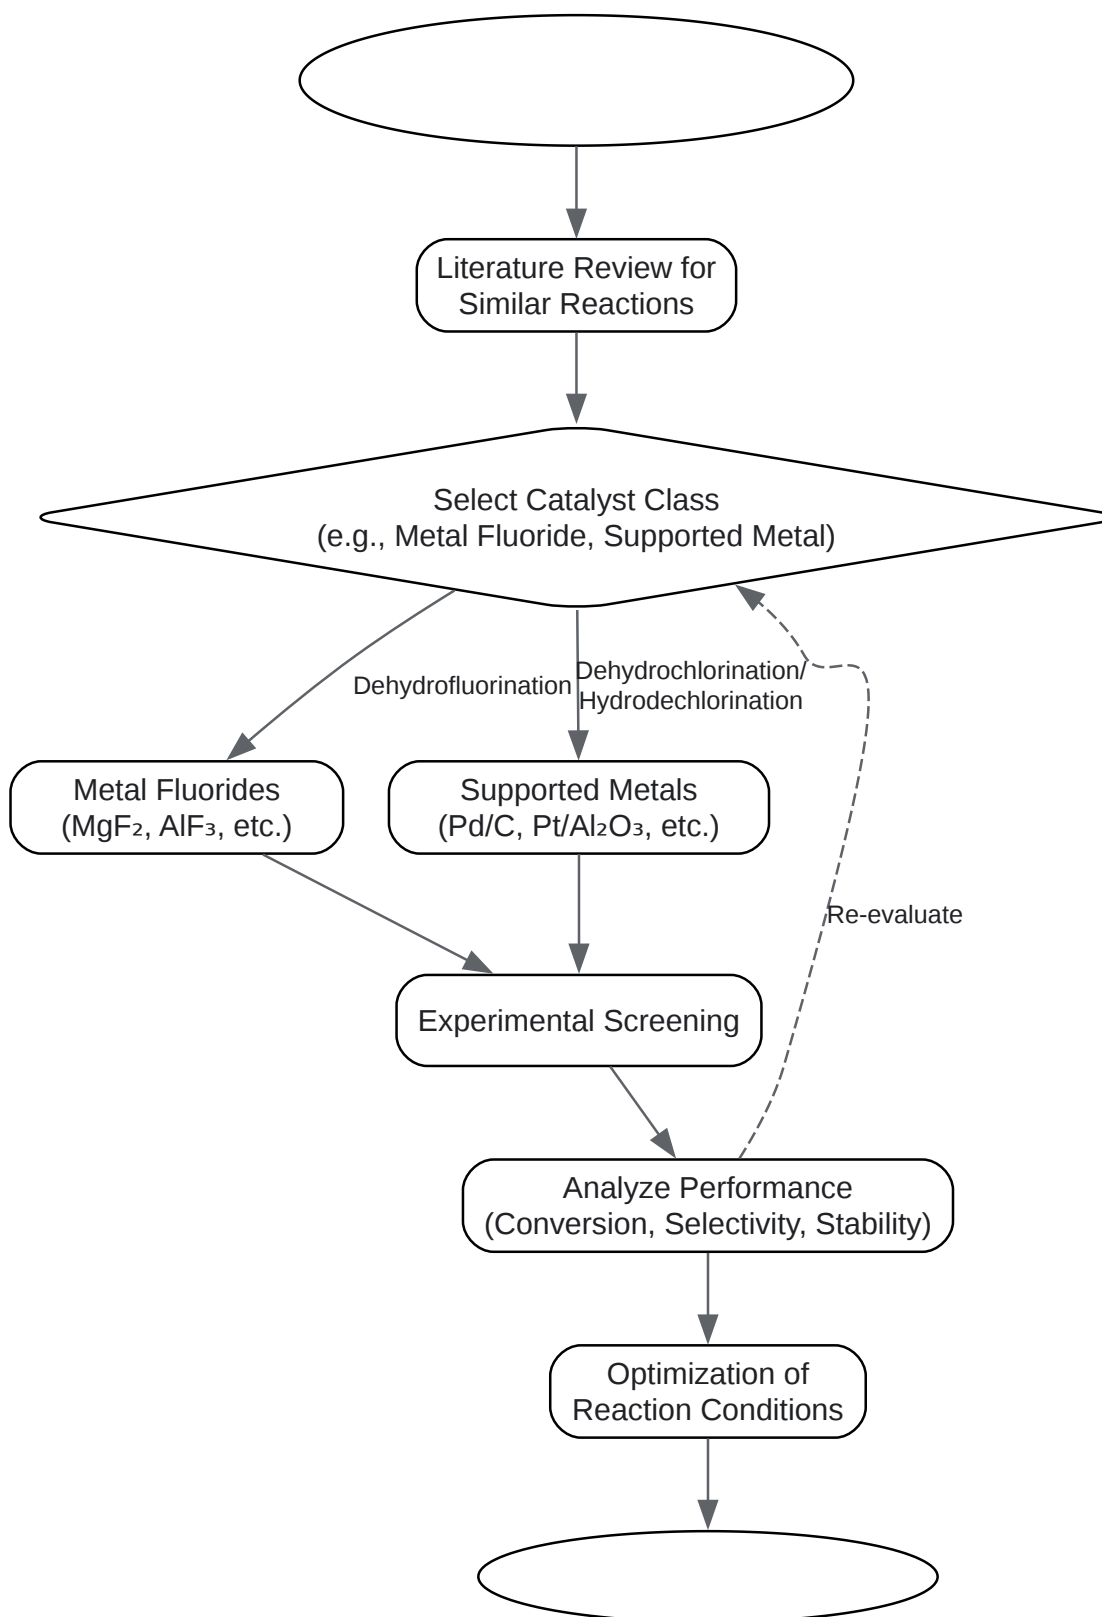 Literature Review for
Similar Reactions
Select Catalyst Class
(e.g., Metal Fluoride, Supported Metal)
Dehydrofluorination
Dehydrochlorination/
Hydrodechlorination
Metal Fluorides
(MgF₂, AlF₃, etc.)
Supported Metals
(Pd/C, Pt/Al₂O₃, etc.)
Re-evaluate
Experimental Screening
Analyze Performance
(Conversion, Selectivity, Stability)
Optimization of
Reaction Conditions